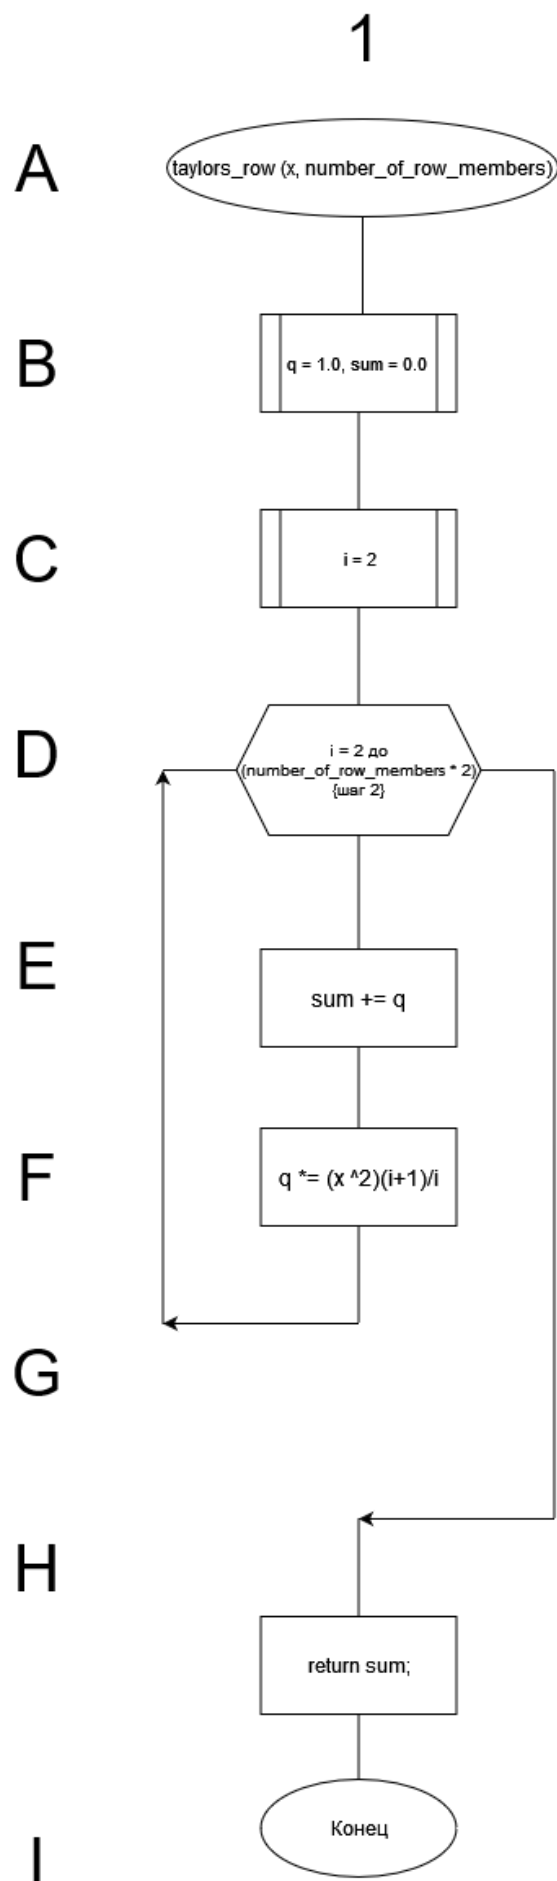 1
A
taylors_row (x, number_of_row_members)
B
q = 1.0, sum = 0.0
C
i = 2
D
i = 2 до
(number_of_row_members * 2)
{шаг 2}
E
sum += q
F
q *= (x ^2)(i+1)/i
G
H
return sum;
Конец
I